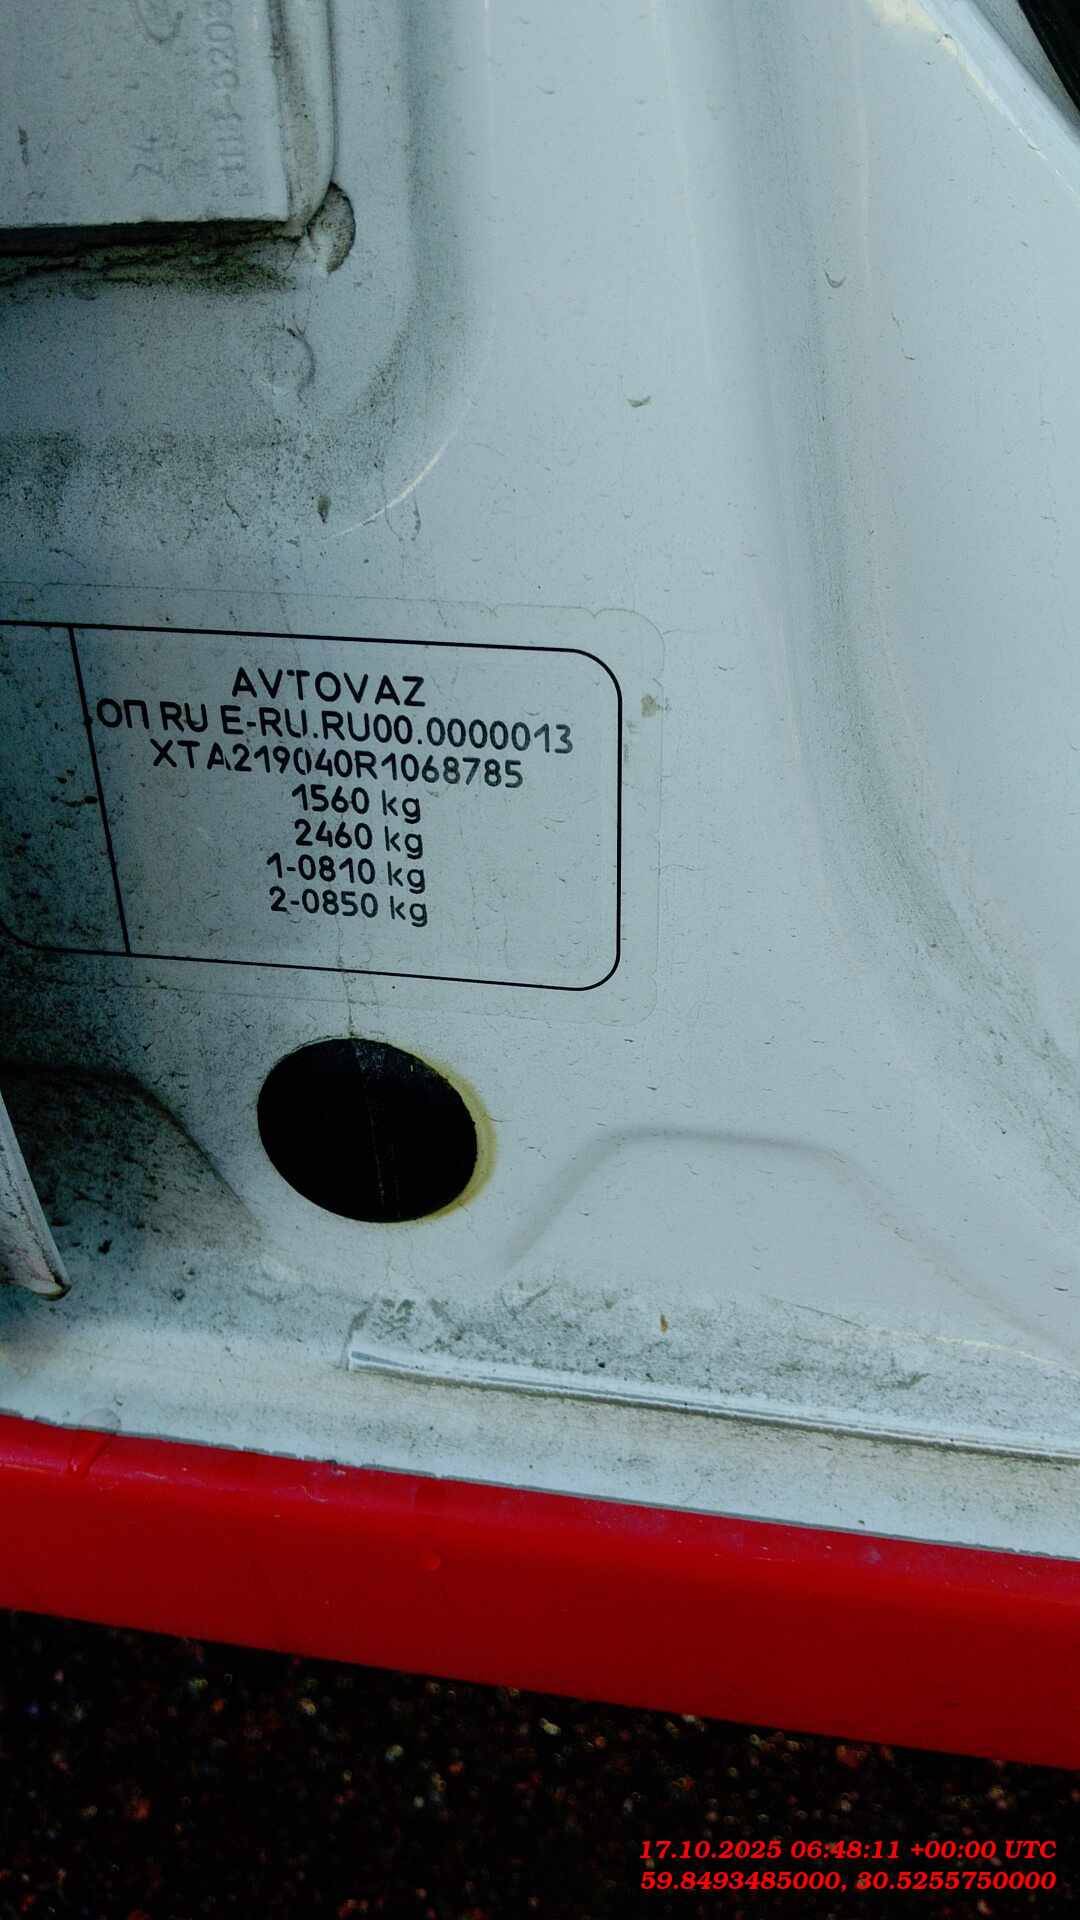 24
AVTOVAZ
ОП RU E-RU.RU00.0000013
XTA219040R1068785
1560 kg
2460 kg
1-0810 kg
2-0850 kg
17.10.2025 06:48:11 +00:00 UTC
59.8493485000, 30.5255750000